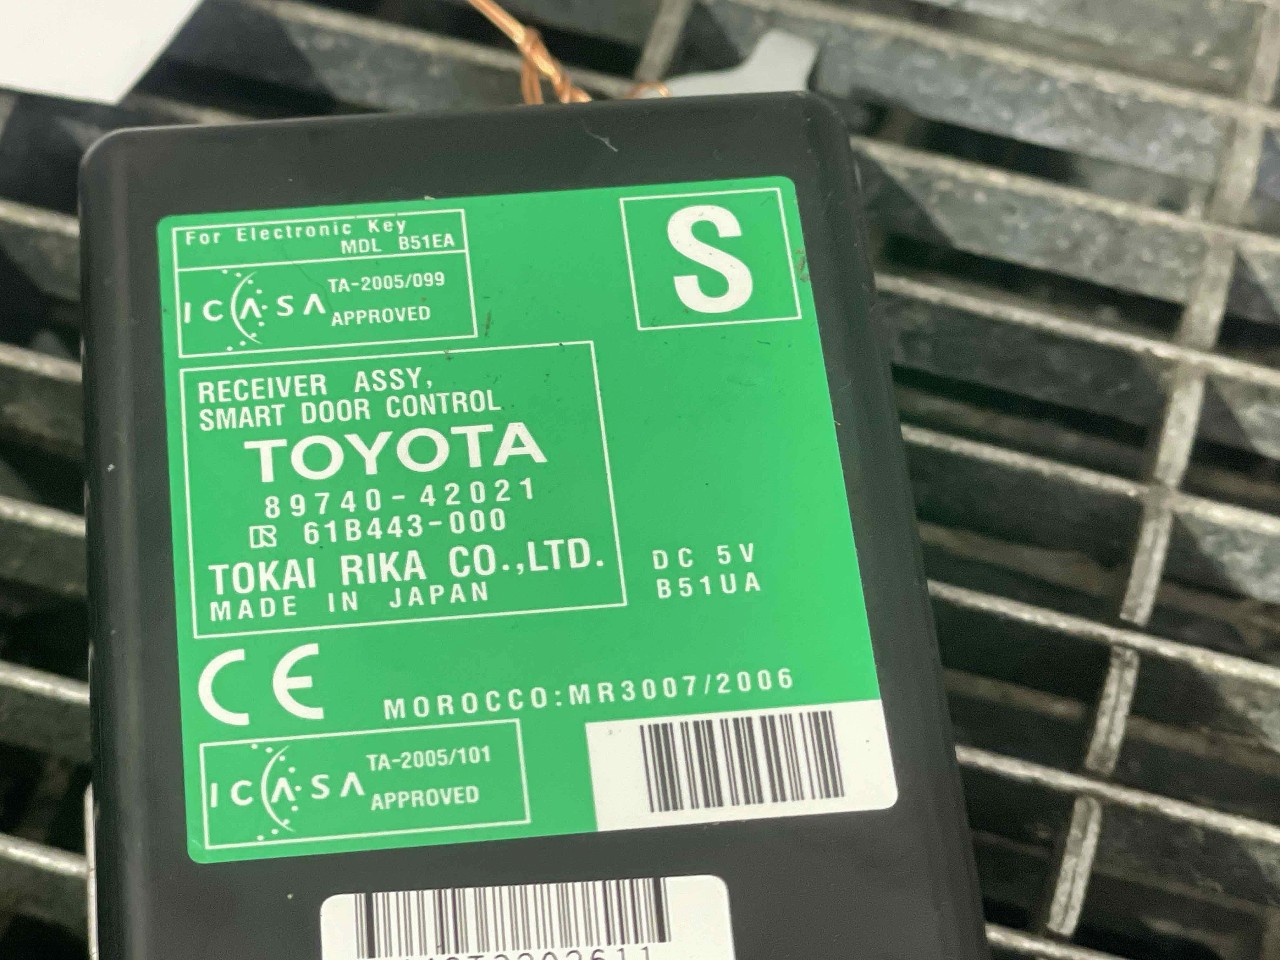 For Electronic Key
MDL B51EA
ICASA TA-2005/099
APPROVED
S
RECEIVER ASSY,
SMART DOOR CONTROL
TOYOTA
89740-42021
61B443-000
TOKAI RIKA CO.,LTD.
MADE IN JAPAN
DC 5V
B51UA
CE
MOROCCO:MR3007/2006
ICASA TA-2005/101
APPROVED